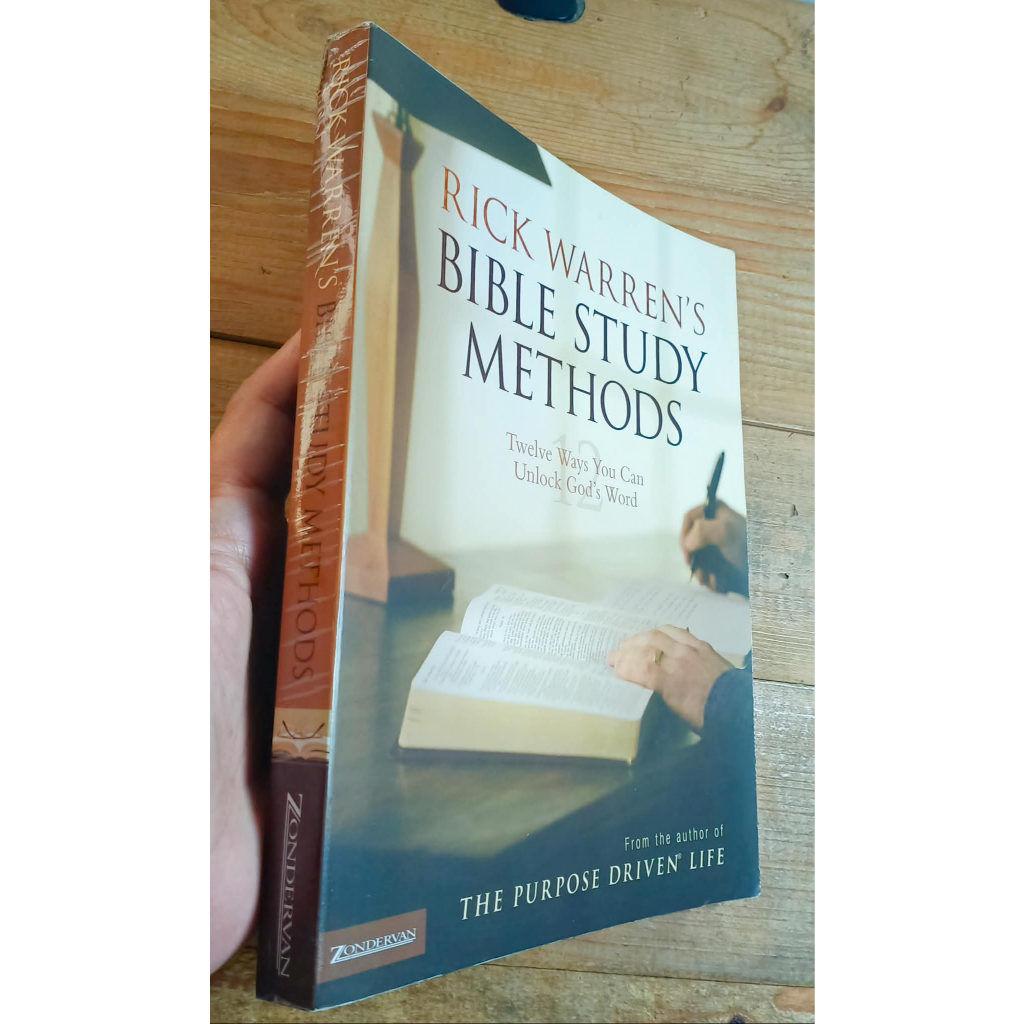 RICK WARREN'S
BIBLE STUDY
METHODS
12
Twelve Ways You Can
Unlock God's Word
From the author of
THE PURPOSE DRIVEN® LIFE
ZONDERVAN
RICK WARREN'S METHODS
ZONDERVAN